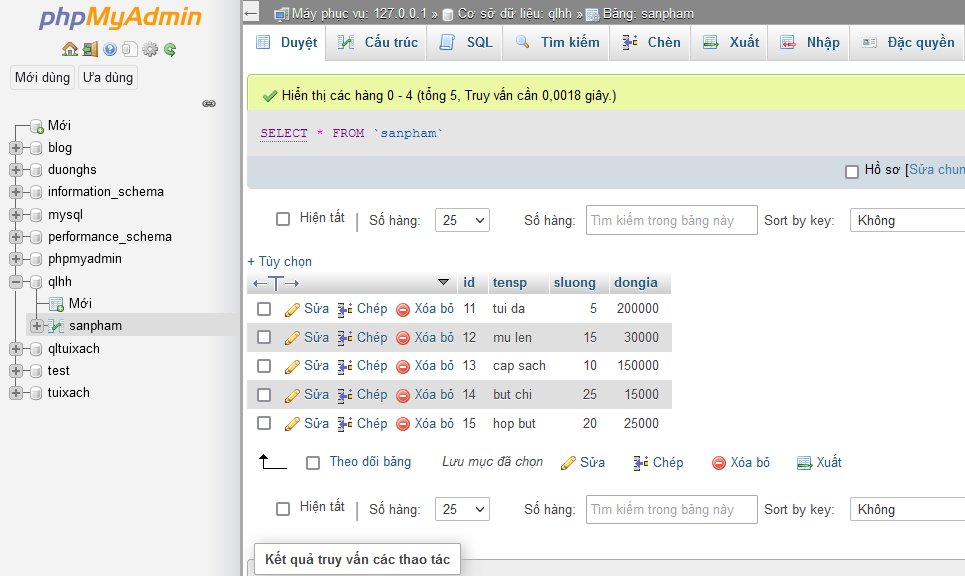 phpMyAdmin
Mới dùng Ưa dùng
Mới
blog
duonghs
information_schema
mysql
performance_schema
phpmyadmin
qlhh
Mới
sanpham
qltuixach
test
tuixach
Máy phục vụ: 127.0.0.1 » Cơ sở dữ liệu: qlhh » Bảng: sanpham
Duyệt Cấu trúc SQL Tìm kiếm Chèn Xuất Nhập Đặc quyền
Hiển thị các hàng 0 - 4 (tổng 5, Truy vấn cần 0,0018 giây.)
SELECT * FROM `sanpham`
Hồ sơ [Sửa chun
Hiện tất | Số hàng: 25 Số hàng: Tìm kiếm trong bảng này Sort by key: Không
+ Tùy chọn
←T→ id tensp sluong dongia
Sửa Chép Xóa bỏ 11 tui da 5 200000
Sửa Chép Xóa bỏ 12 mu len 15 30000
Sửa Chép Xóa bỏ 13 cap sach 10 150000
Sửa Chép Xóa bỏ 14 but chi 25 15000
Sửa Chép Xóa bỏ 15 hop but 20 25000
Theo dõi bảng Lưu mục đã chọn Sửa Chép Xóa bỏ Xuất
Hiện tất | Số hàng: 25 Số hàng: Tìm kiếm trong bảng này Sort by key: Không
Kết quả truy vấn các thao tác